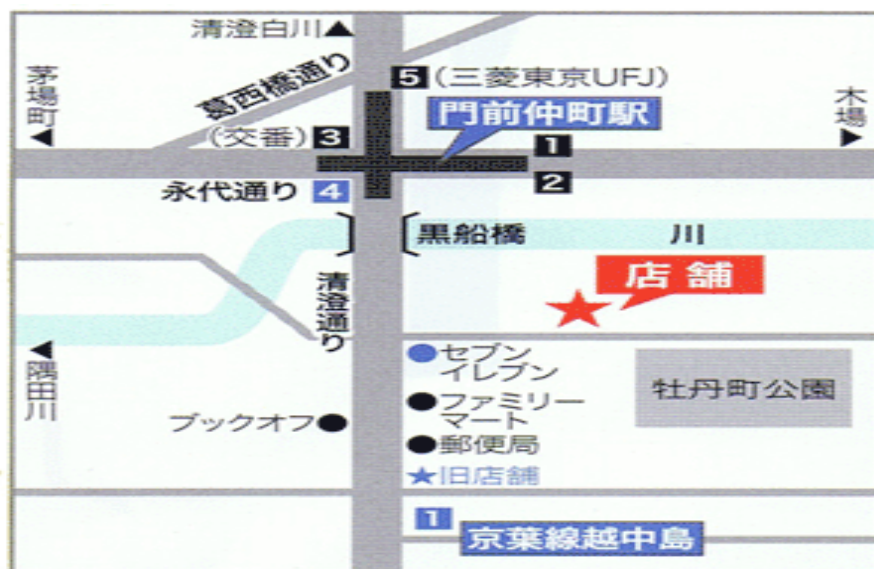 清澄白川▲
葛西橋通り
5(三菱東京UFJ)
茅場町
◀
木場
▶
門前仲町駅
(交番)3
1
2
永代通り4
黒船橋
川
店舗
清澄通り
セブン
イレブン
隅田川
◀
ファミリー
マート
牡丹町公園
ブックオフ
郵便局
旧店舗
1
京葉線越中島